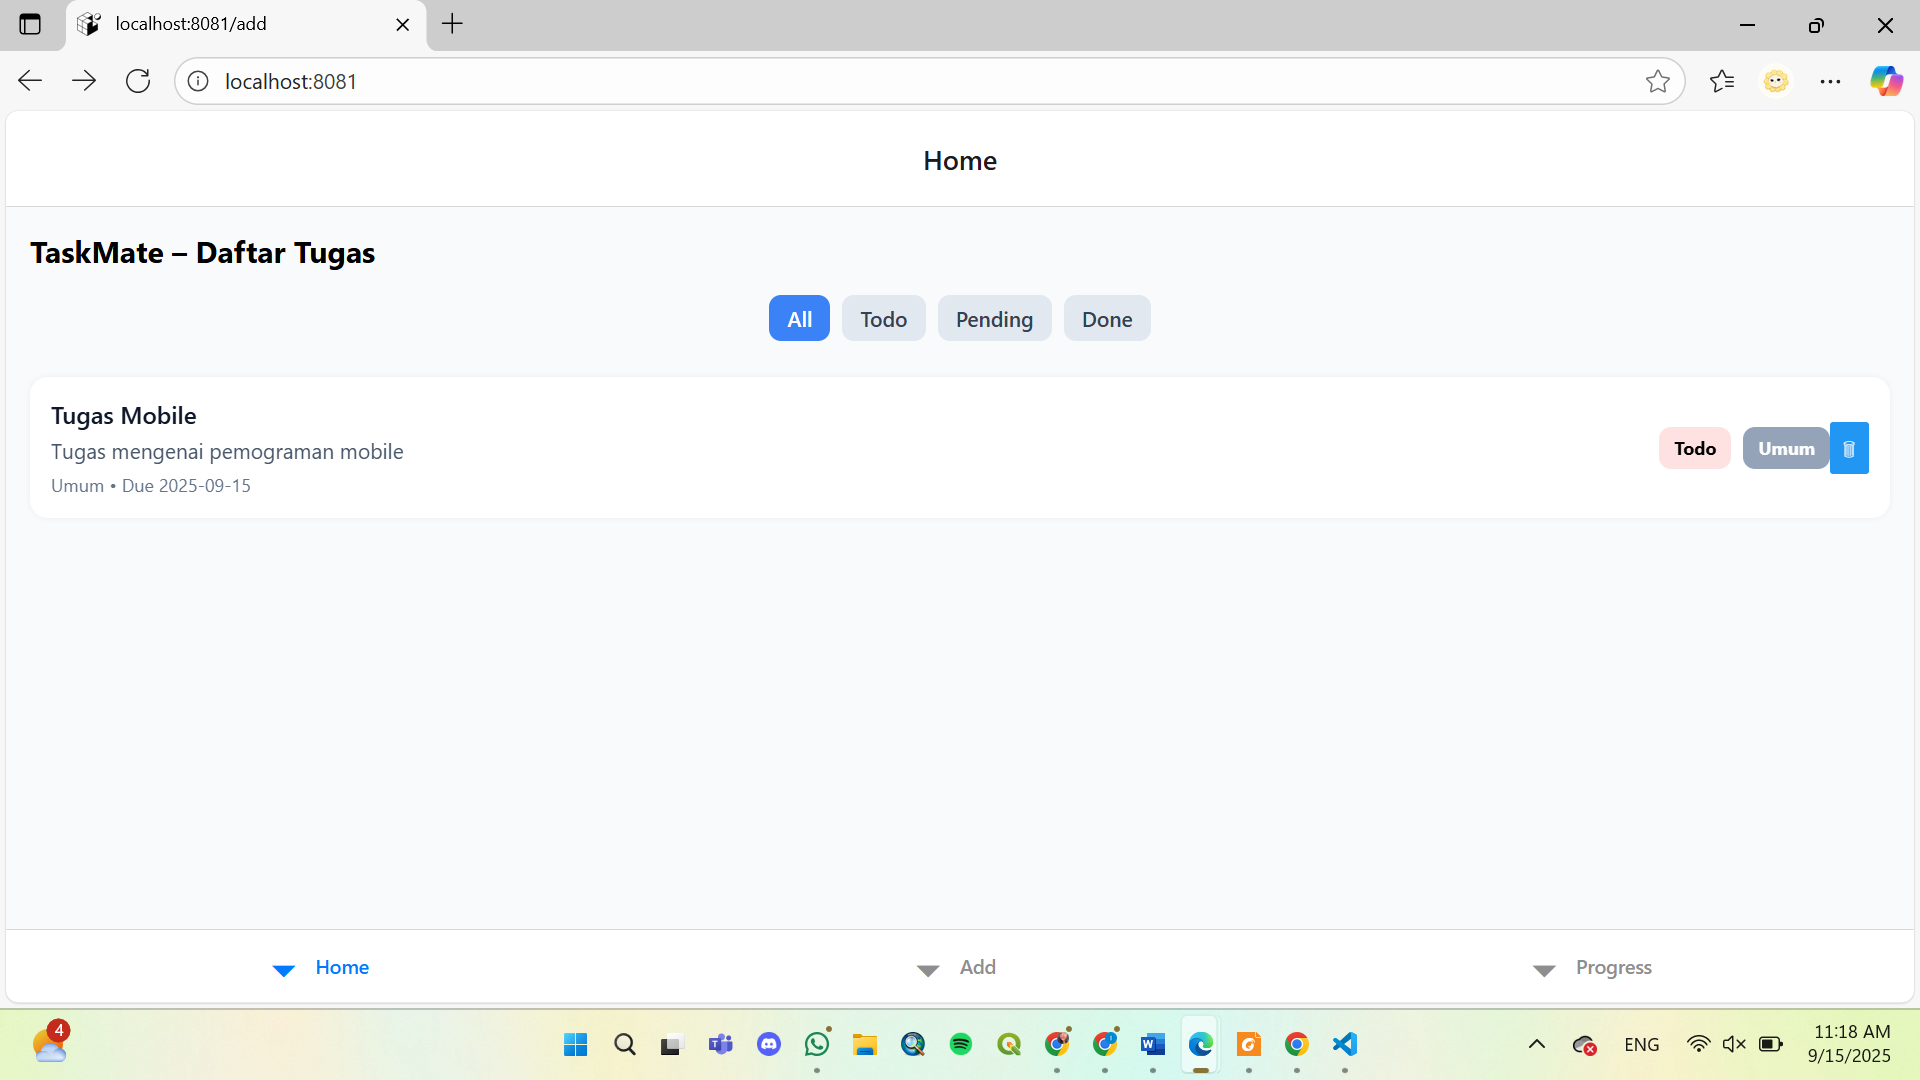 localhost:8081/add
localhost:8081
Home
TaskMate – Daftar Tugas
All Todo Pending Done
Tugas Mobile
Tugas mengenai pemograman mobile
Umum • Due 2025-09-15
Todo Umum
Home Add Progress
4
ENG
11:18 AM
9/15/2025